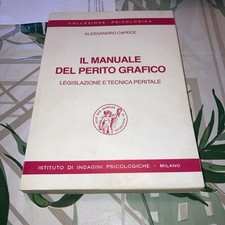 COLLEZIONE PSICOLOGICA
ALESSANDRO CAPECE
IL MANUALE
DEL PERITO GRAFICO
LEGISLAZIONE E TECNICA PERITALE
ISTITUTO DI INDAGINI PSICOLOGICHE - MILANO